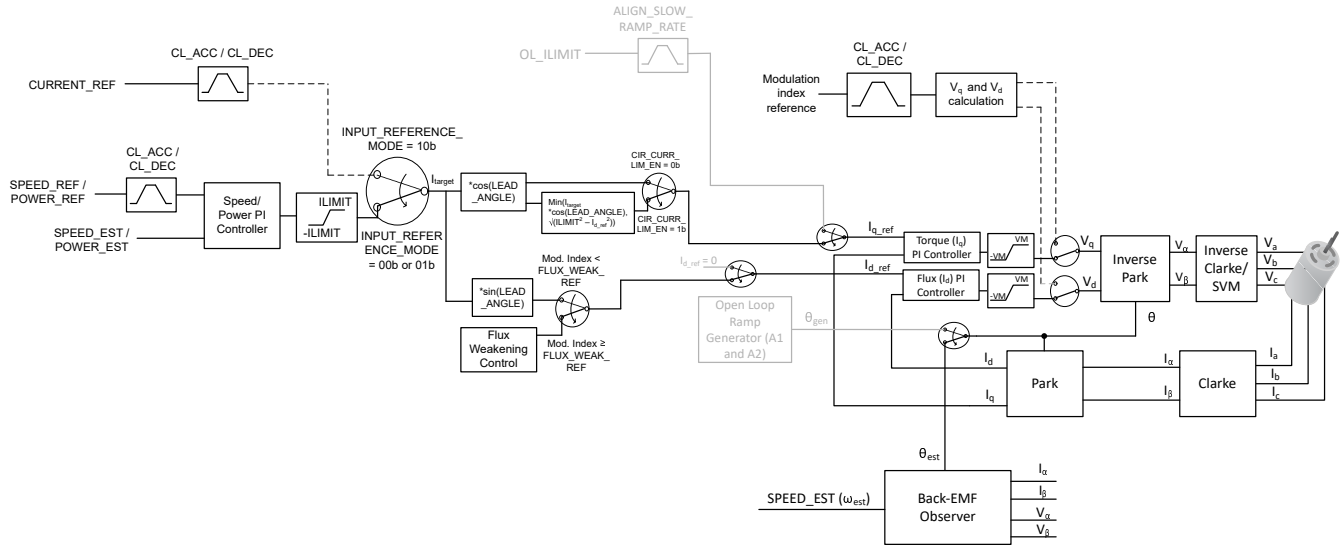 ALIGN_SLOW_
RAMP_RATE
OL_ILIMIT
CL_ACC / CL_DEC
CURRENT_REF
CL_ACC /
CL_DEC
Modulation
index
reference
Vq and Vd
calculation
INPUT_REFERENCE_
MODE = 10b
CL_ACC /
CL_DEC
SPEED_REF /
POWER_REF
SPEED_EST /
POWER_EST
Speed/
Power PI
Controller
ILIMIT
-ILIMIT
INPUT_REFER
ENCE_MODE
= 00b or 01b
Itarget
*cos(LEAD
_ANGLE)
CIR_CURR_
LIM_EN = 0b
Min(Itarget
*cos(LEAD_ANGLE),
√(ILIMIT² – Id_ref²))
CIR_CURR_
LIM_EN = 1b
Mod. Index <
FLUX_WEAK_
REF
*sin(LEAD
_ANGLE)
Flux
Weakening
Control
Mod. Index ≥
FLUX_WEAK_
REF
Id_ref = 0
Open Loop
Ramp
Generator (A1
and A2)
θgen
Iq_ref
Id_ref
Torque (Iq)
PI Controller
VM
-VM
Flux (Id) PI
Controller
VM
-VM
Vq
Vd
Inverse
Park
Vα
Vβ
Inverse
Clarke/
SVM
Va
Vb
Vc
θ
Id
Iq
Park
Iα
Iβ
Clarke
Ia
Ib
Ic
θest
SPEED_EST (ωest)
Back-EMF
Observer
Iα
Iβ
Vα
Vβ